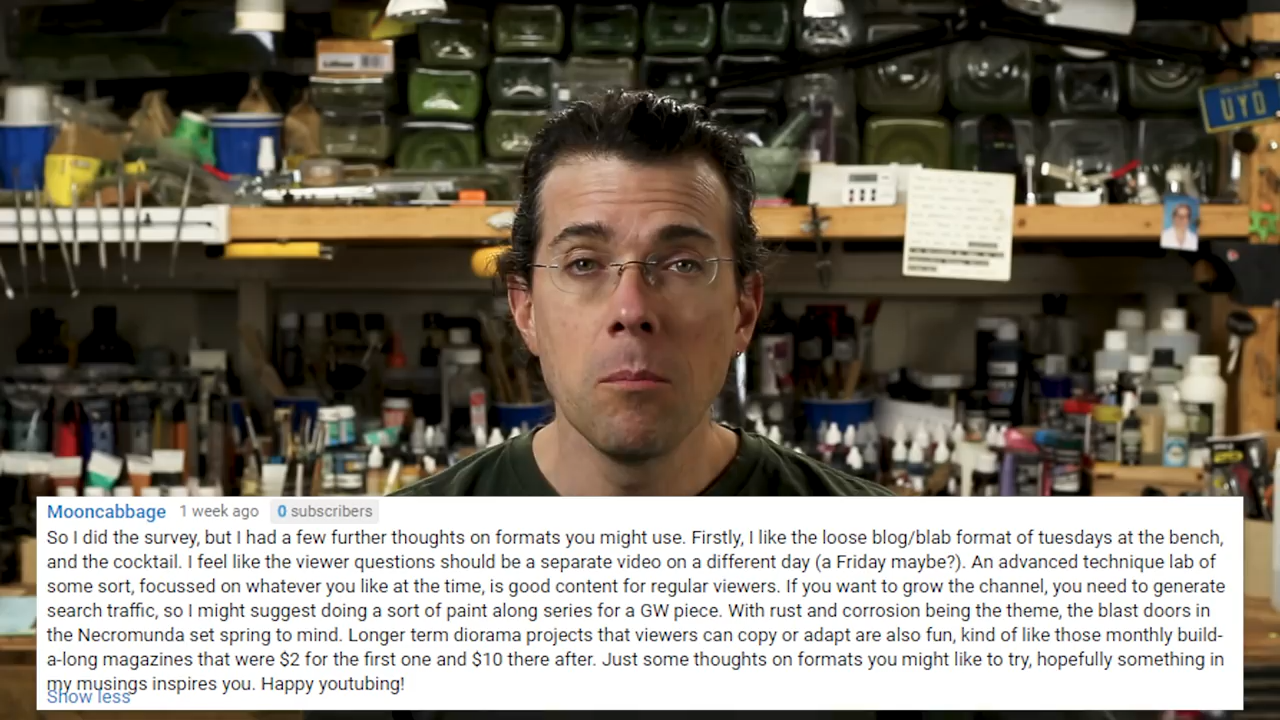 UYO
Mooncabbage 1 week ago 0 subscribers
So I did the survey, but I had a few further thoughts on formats you might use. Firstly, I like the loose blog/blab format of tuesdays at the bench,
and the cocktail. I feel like the viewer questions should be a separate video on a different day (a Friday maybe?). An advanced technique lab of
some sort, focussed on whatever you like at the time, is good content for regular viewers. If you want to grow the channel, you need to generate
search traffic, so I might suggest doing a sort of paint along series for a GW piece. With rust and corrosion being the theme, the blast doors in
the Necromunda set spring to mind. Longer term diorama projects that viewers can copy or adapt are also fun, kind of like those monthly build-
a-long magazines that were $2 for the first one and $10 there after. Just some thoughts on formats you might like to try, hopefully something in
my musings inspires you. Happy youtubing!
Show less